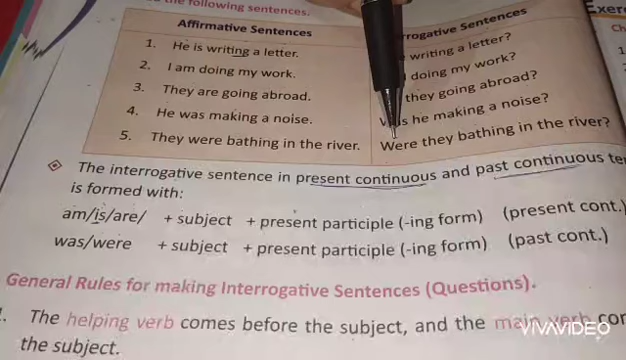 the following sentences.
Exer
Affirmative Sentences
rrogative Sentences
1. He is writing a letter.
writing a letter?
2. I am doing my work.
doing my work?
3. They are going abroad.
they going abroad?
4. He was making a noise.
he making a noise?
5. They were bathing in the river.
Were they bathing in the river?
The interrogative sentence in present continuous and past continuous te
is formed with:
am/is/are/ + subject + present participle (-ing form) (present cont.)
was/were + subject + present participle (-ing form) (past cont.)
General Rules for making Interrogative Sentences (Questions).
The helping verb comes before the subject, and the main verb com
the subject.
VIVAVIDEO